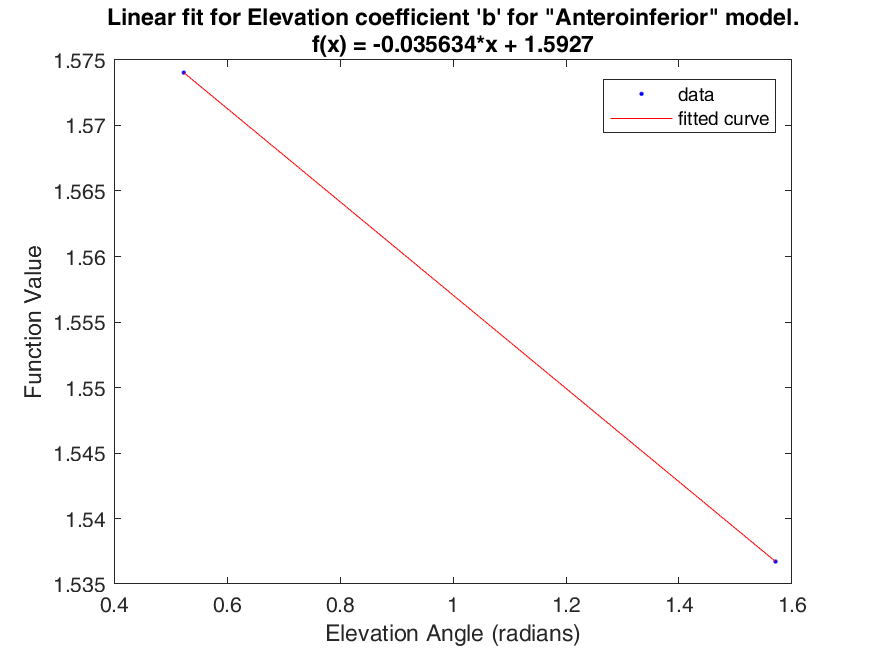 Linear fit for Elevation coefficient 'b' for "Anteroinferior" model.
f(x) = -0.035634*x + 1.5927
data
fitted curve
1.575
1.57
1.565
1.56
1.555
1.55
1.545
1.54
1.535
Function Value
0.4 0.6 0.8 1 1.2 1.4 1.6
Elevation Angle (radians)